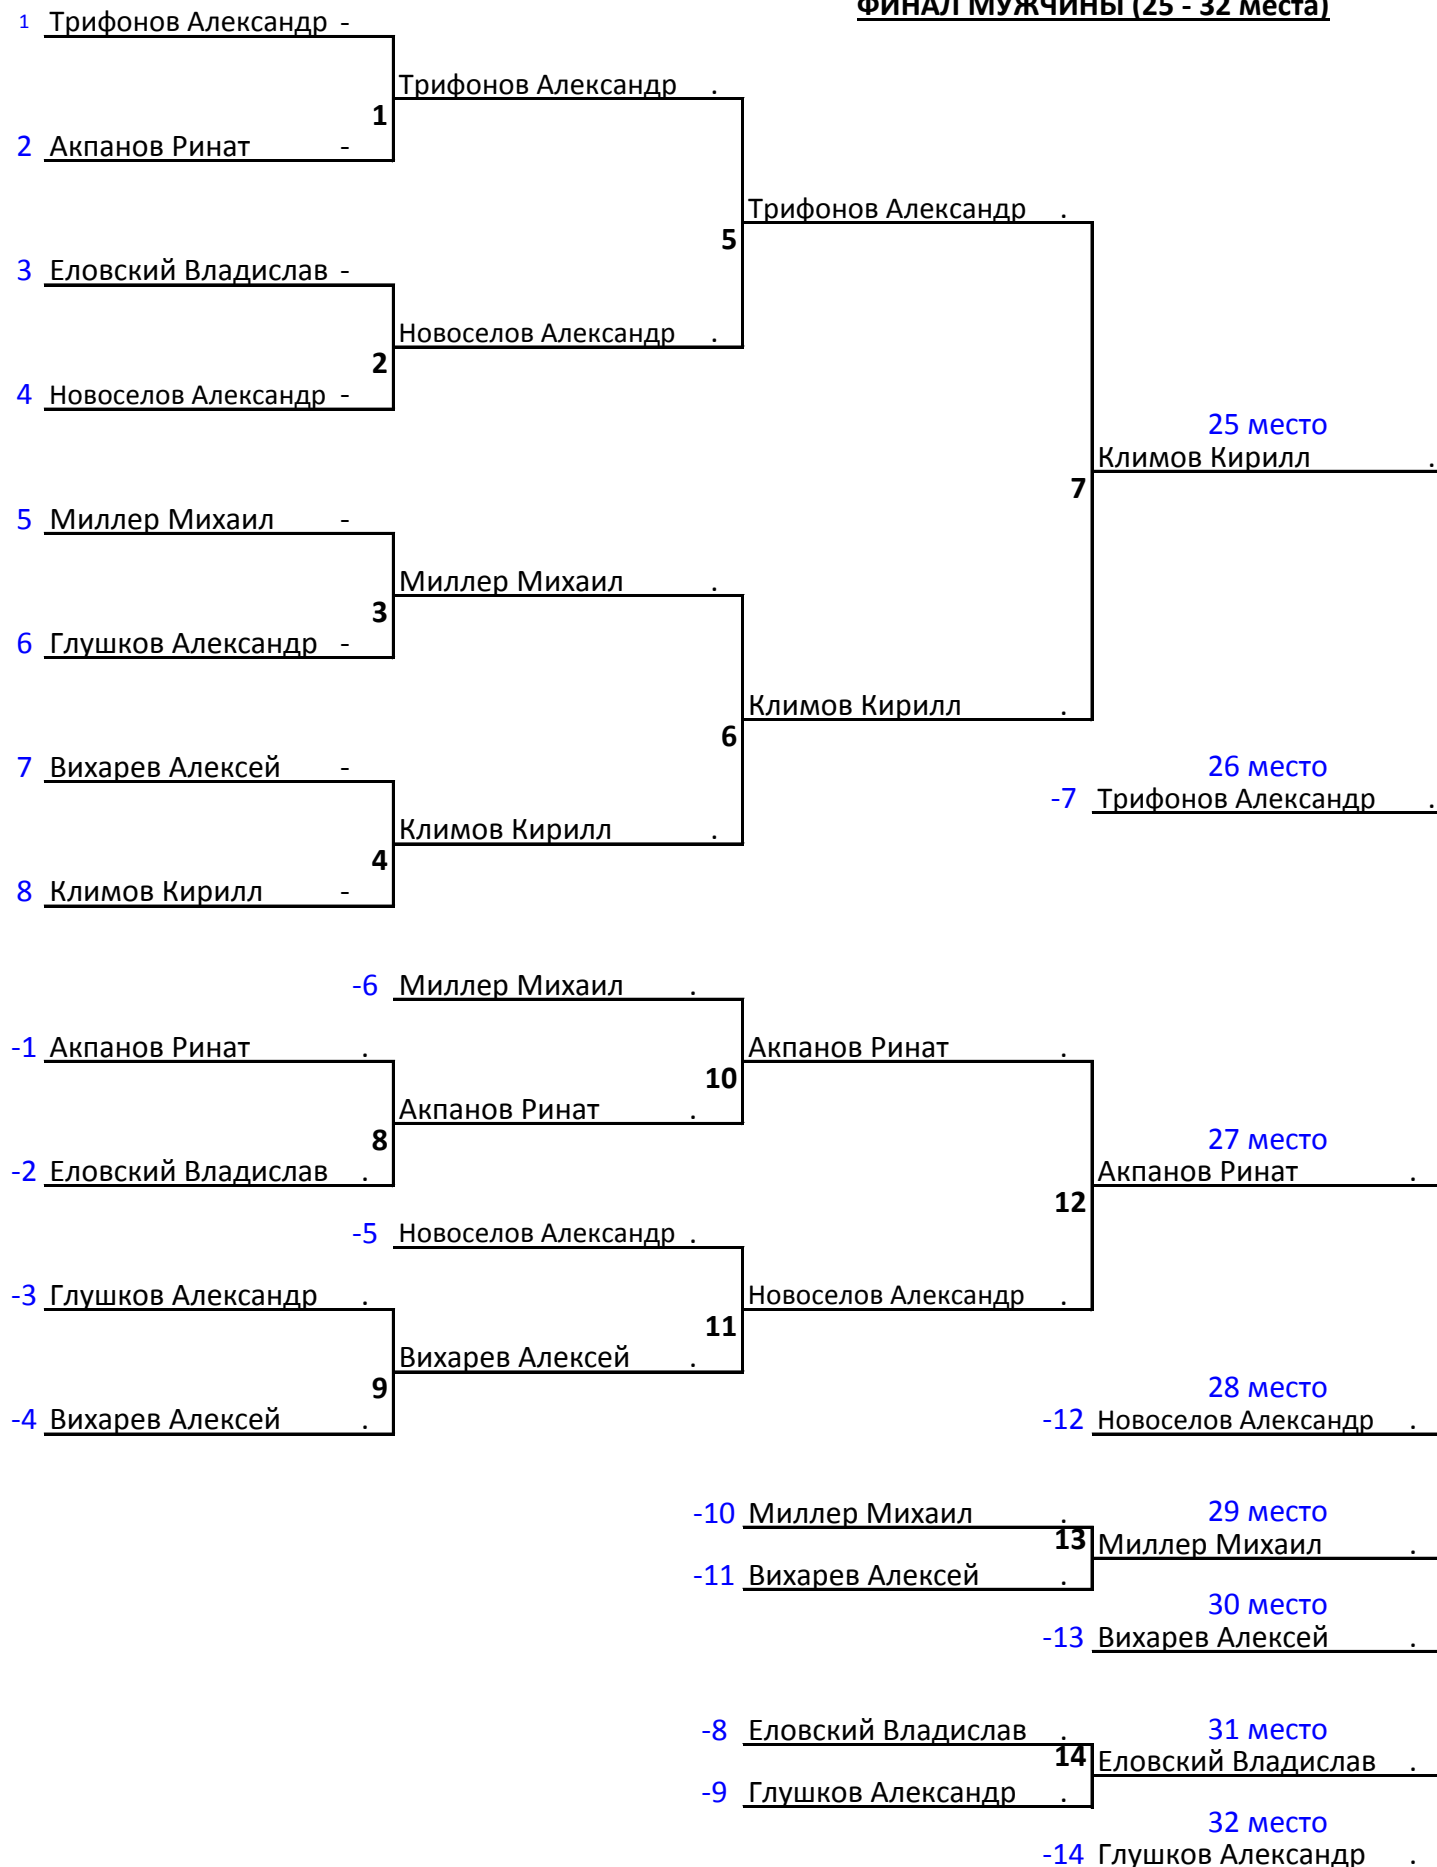 ФИНАЛ МУЖЧИНЫ (25 - 32 места)
1 Трифонов Александр -
Трифонов Александр .
1
2 Акпанов Ринат -
Трифонов Александр .
5
3 Еловский Владислав -
Новоселов Александр .
2
4 Новоселов Александр -
25 место
Климов Кирилл .
7
5 Миллер Михаил -
Миллер Михаил .
3
6 Глушков Александр -
Климов Кирилл .
6
7 Вихарев Алексей -
26 место
-7 Трифонов Александр .
Климов Кирилл .
4
8 Климов Кирилл -
-6 Миллер Михаил .
-1 Акпанов Ринат .
Акпанов Ринат .
10
Акпанов Ринат .
8
27 место
-2 Еловский Владислав .
Акпанов Ринат .
12
-5 Новоселов Александр .
-3 Глушков Александр .
Новоселов Александр .
11
Вихарев Алексей .
9
28 место
-4 Вихарев Алексей .
-12 Новоселов Александр .
-10 Миллер Михаил .
29 место
13
Миллер Михаил .
-11 Вихарев Алексей .
30 место
-13 Вихарев Алексей .
-8 Еловский Владислав .
31 место
14
Еловский Владислав .
-9 Глушков Александр .
32 место
-14 Глушков Александр .